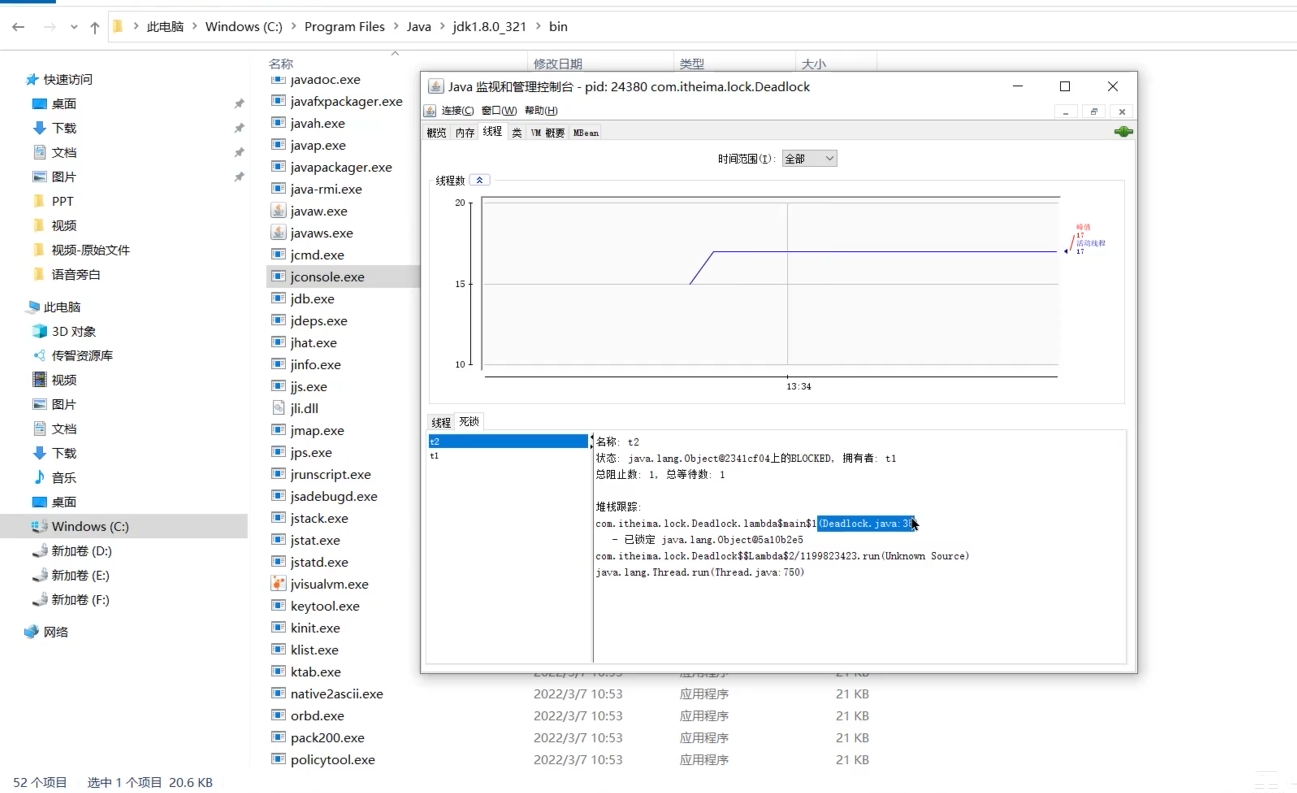 此电脑 > Windows (C:) > Program Files > Java > jdk1.8.0_321 > bin
快速访问
桌面
下载
文档
图片
PPT
视频
视频-原始文件
语音旁白
此电脑
3D 对象
传智资源库
视频
图片
文档
下载
音乐
桌面
Windows (C:)
新加卷 (D:)
新加卷 (E:)
新加卷 (F:)
网络
名称 修改日期 类型 大小
javadoc.exe
javafxpackager.exe
javah.exe
javap.exe
javapackager.exe
java-rmi.exe
javaw.exe
javaws.exe
jcmd.exe
jconsole.exe
jdb.exe
jdeps.exe
jhat.exe
jinfo.exe
jjs.exe
jli.dll
jmap.exe
jps.exe
jrunscript.exe
jsadebugd.exe
jstack.exe
jstat.exe
jstatd.exe
jvisualvm.exe
keytool.exe
kinit.exe
klist.exe
ktab.exe 2022/3/7 10:53 应用程序 21 KB
native2ascii.exe 2022/3/7 10:53 应用程序 21 KB
orbd.exe 2022/3/7 10:53 应用程序 21 KB
pack200.exe 2022/3/7 10:53 应用程序 21 KB
policytool.exe 2022/3/7 10:53 应用程序 21 KB
Java 监视和管理控制台 - pid: 24380 com.itheima.lock.Deadlock
连接(C) 窗口(W) 帮助(H)
概览 内存 线程 类 VM 概要 MBean
时间范围(I): 全部
线程数
20
15
10
峰值
17
活动线程
17
13:34
线程 死锁
t2
t1
名称: t2
状态: java.lang.Object@2341cf04上的BLOCKED, 拥有者: t1
总阻止数: 1, 总等待数: 1
堆栈跟踪:
com.itheima.lock.Deadlock.lambda$main$1(Deadlock.java:3
- 已锁定 java.lang.Object@5a10b2e5
com.itheima.lock.Deadlock$$Lambda$2/1199823423.run(Unknown Source)
java.lang.Thread.run(Thread.java:750)
52 个项目 选中 1 个项目 20.6 KB